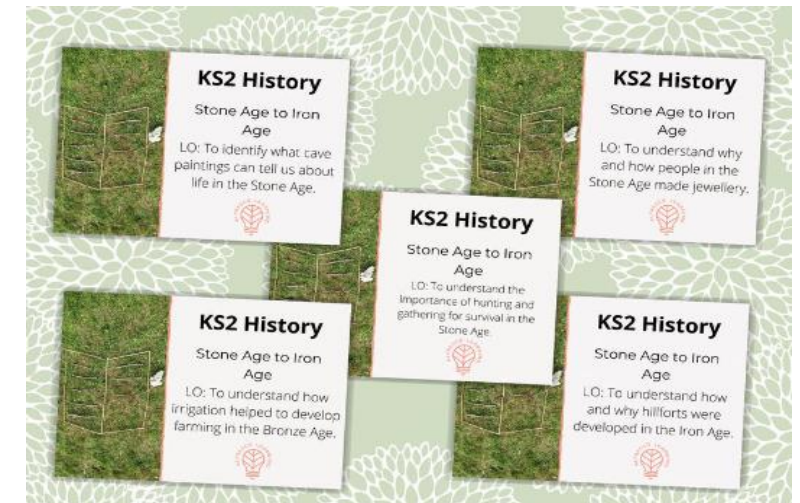 KS2 History
Stone Age to Iron
Age
LO: To identify what cave
paintings can tell us about
life in the Stone Age.
KS2 History
Stone Age to Iron
Age
LO: To understand why
and how people in the
Stone Age made jewellery.
KS2 History
Stone Age to Iron
Age
LO: To understand the
importance of hunting and
gathering for survival in the
Stone Age.
KS2 History
Stone Age to Iron
Age
LO: To understand how
irrigation helped to develop
farming in the Bronze Age.
KS2 History
Stone Age to Iron
Age
LO: To understand how
and why hillforts were
developed in the Iron Age.